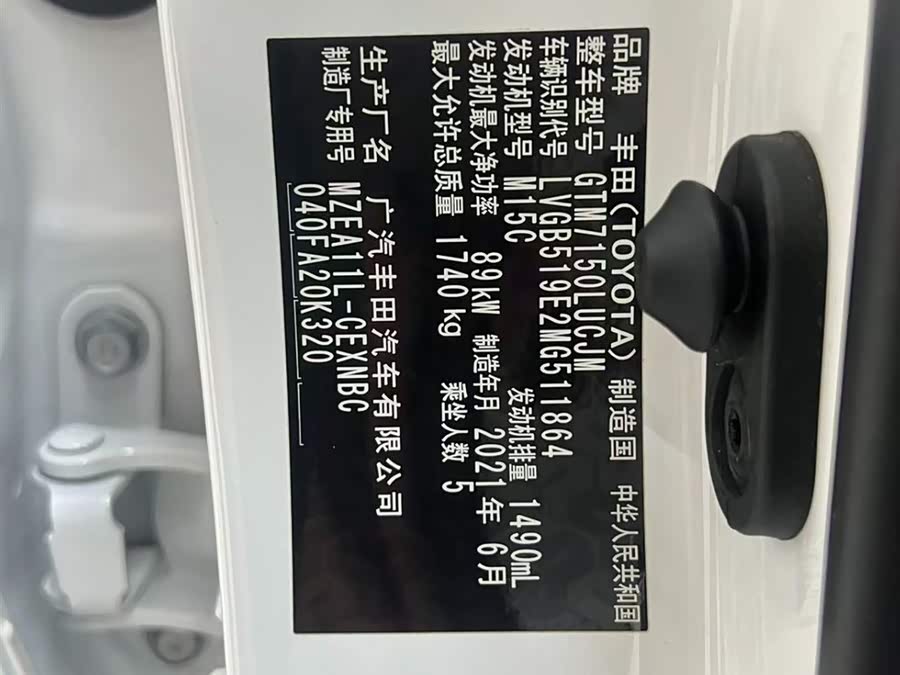 品牌 丰田(TOYOTA) 制造国 中华人民共和国
整车型号 GTM7150LUCJM
车辆识别代号 LVGB519E2MG511864
发动机型号 M15C 发动机排量 1490mL
发动机最大净功率 89kW 制造年月 2021年6月
最大允许总质量 1740kg 乘坐人数 5
生产厂名 广汽丰田汽车有限公司
制造厂专用号 MZEA11L-CEXNBC
040FA20K320